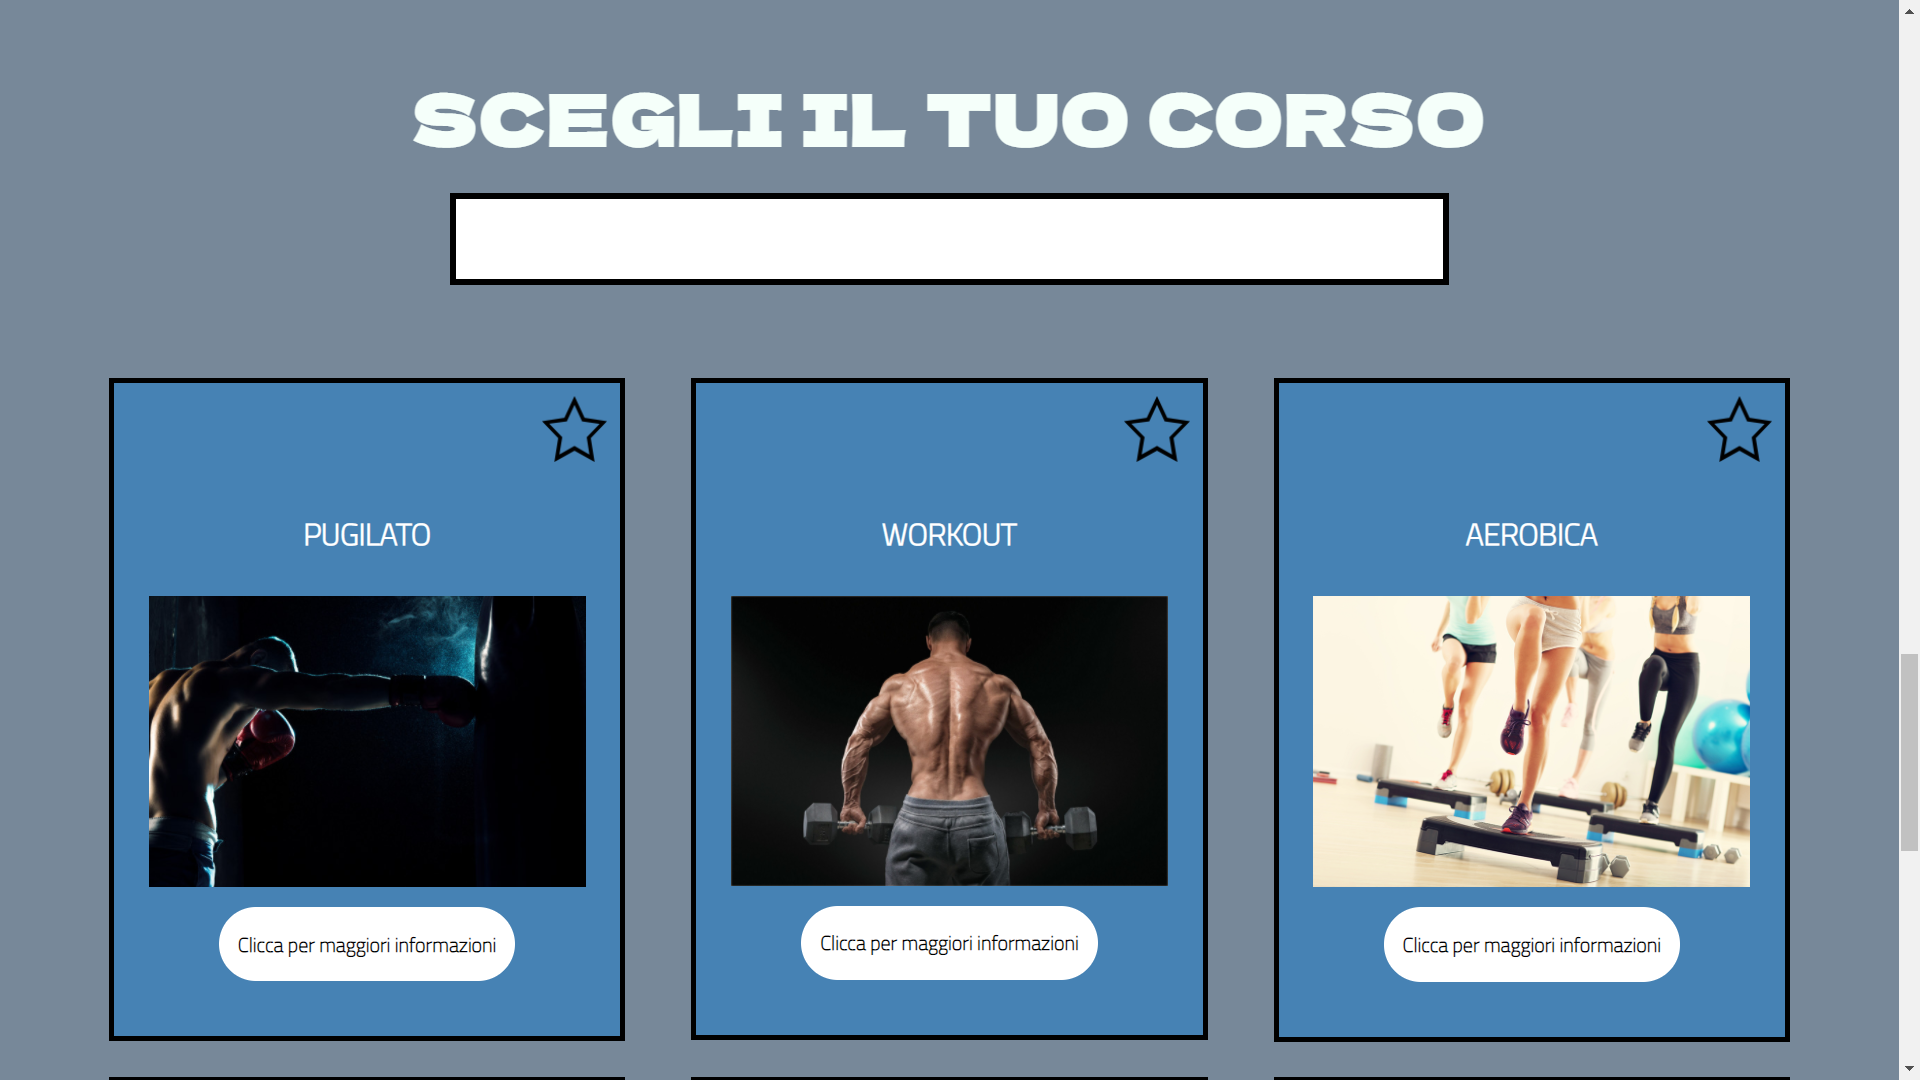 SCEGLI IL TUO CORSO
PUGILATO
WORKOUT
AEROBICA
Clicca per maggiori informazioni
Clicca per maggiori informazioni
Clicca per maggiori informazioni